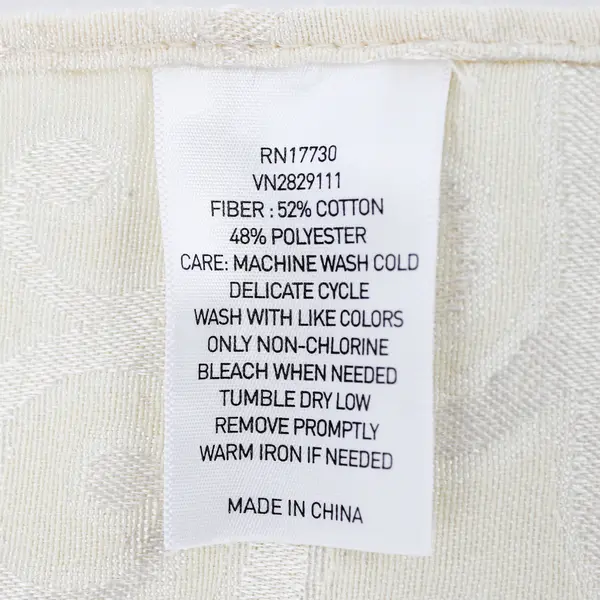 RN17730
VN2829111
FIBER : 52% COTTON
48% POLYESTER
CARE: MACHINE WASH COLD
DELICATE CYCLE
WASH WITH LIKE COLORS
ONLY NON-CHLORINE
BLEACH WHEN NEEDED
TUMBLE DRY LOW
REMOVE PROMPTLY
WARM IRON IF NEEDED
MADE IN CHINA